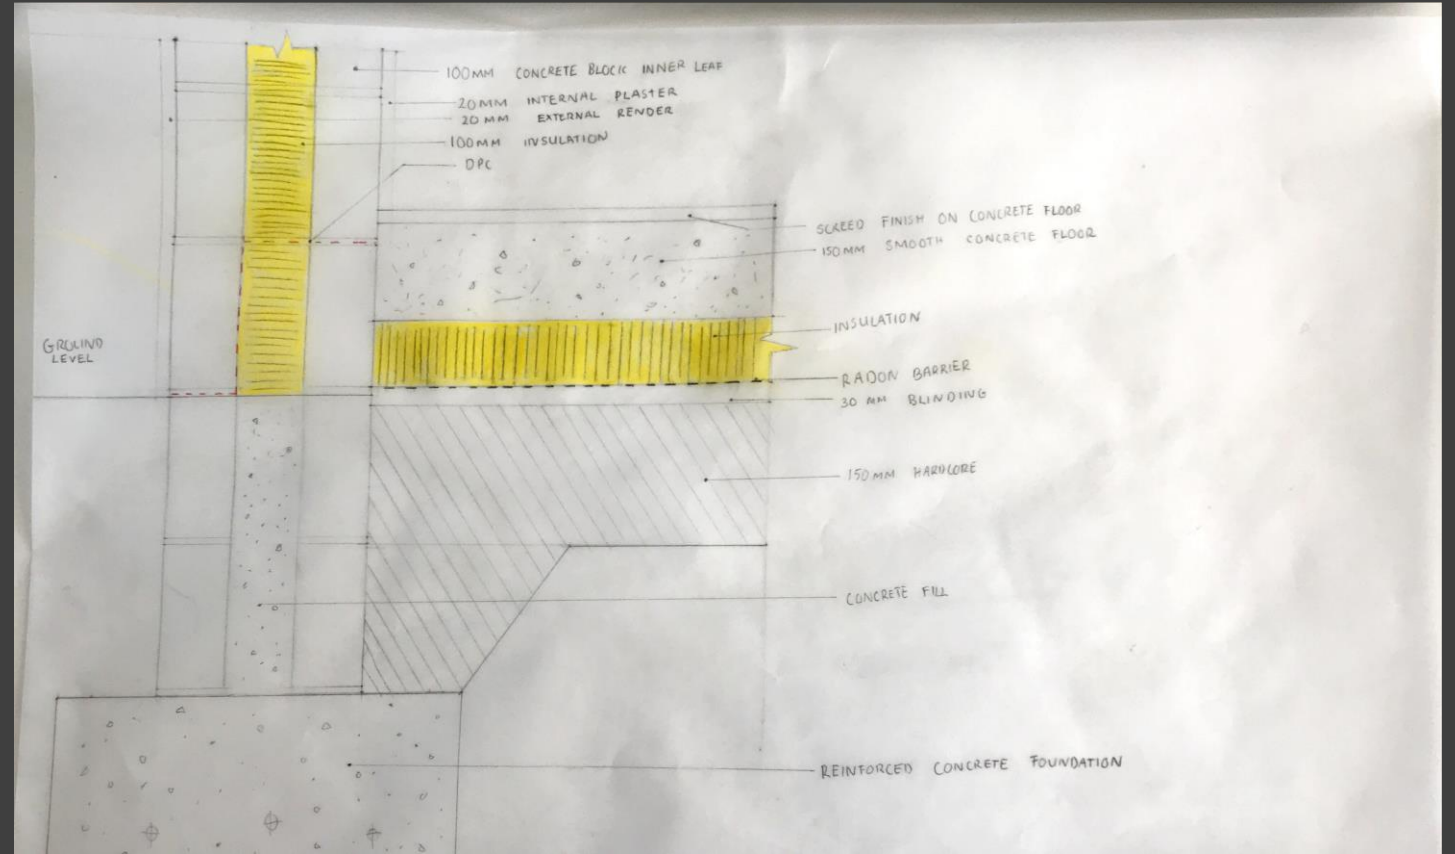 100MM CONCRETE BLOCK INNER LEAF
20MM INTERNAL PLASTER
20 MM EXTERNAL RENDER
100MM INSULATION
DPC
SCREED FINISH ON CONCRETE FLOOR
150MM SMOOTH CONCRETE FLOOR
INSULATION
GROUND
LEVEL
RADON BARRIER
30 MM BLINDING
150MM HARDCORE
CONCRETE FILL
REINFORCED CONCRETE FOUNDATION